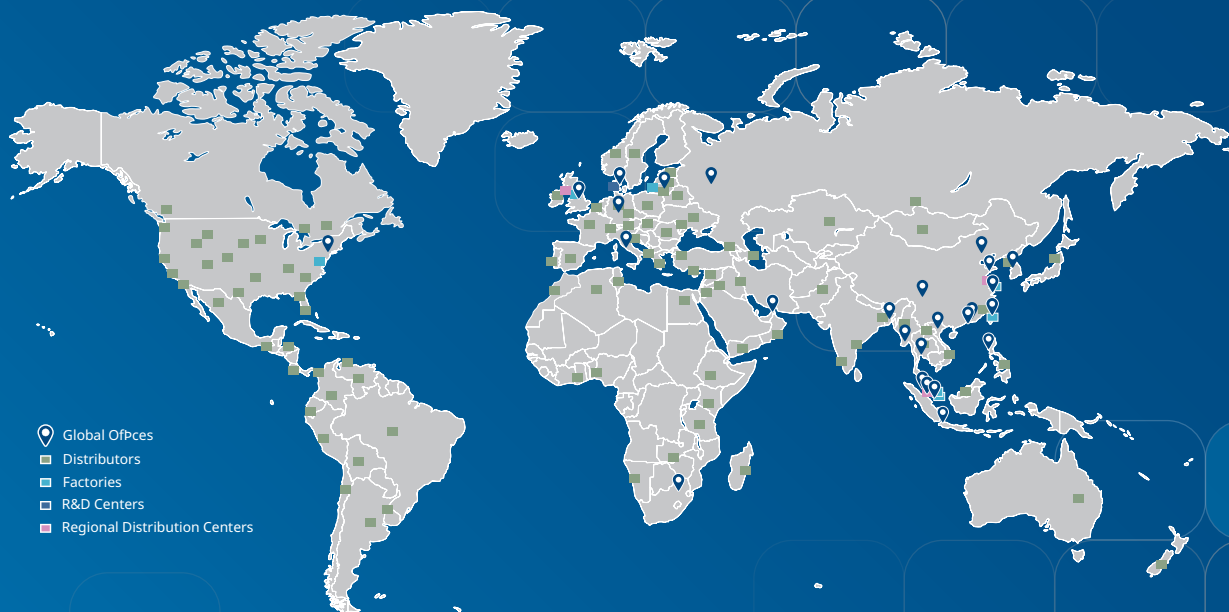 Global OfÞces
Distributors
Factories
R&D Centers
Regional Distribution Centers